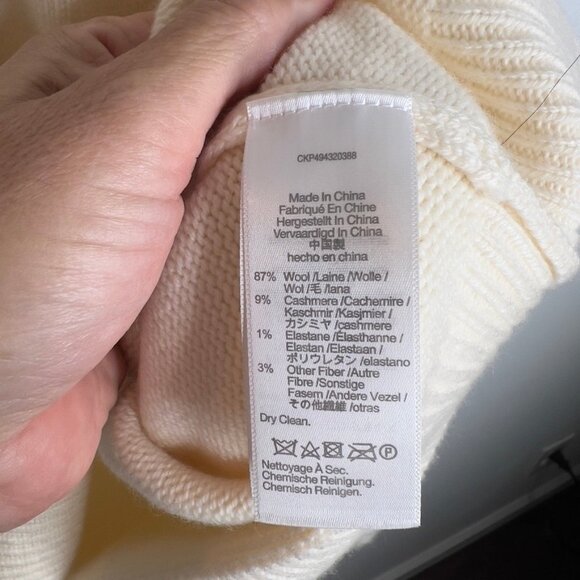 CKP494320388
Made In China
Fabriqué En Chine
Hergestellt In China
Vervaardigd In China
中国製
hecho en china
87% Wool /Laine /Wolle /
Wol /毛 /lana
9% Cashmere /Cachemire /
Kaschmir /Kasjmier /
カシミヤ /cashmere
1% Elastane /Élasthanne /
Elastan /Elastaan /
ポリウレタン /elastano
3% Other Fiber /Autre
Fibre /Sonstige
Fasern /Andere Vezel /
その他繊維 /otras
Dry Clean.
P
Nettoyage À Sec.
Chemische Reinigung.
Chemisch Reinigen.